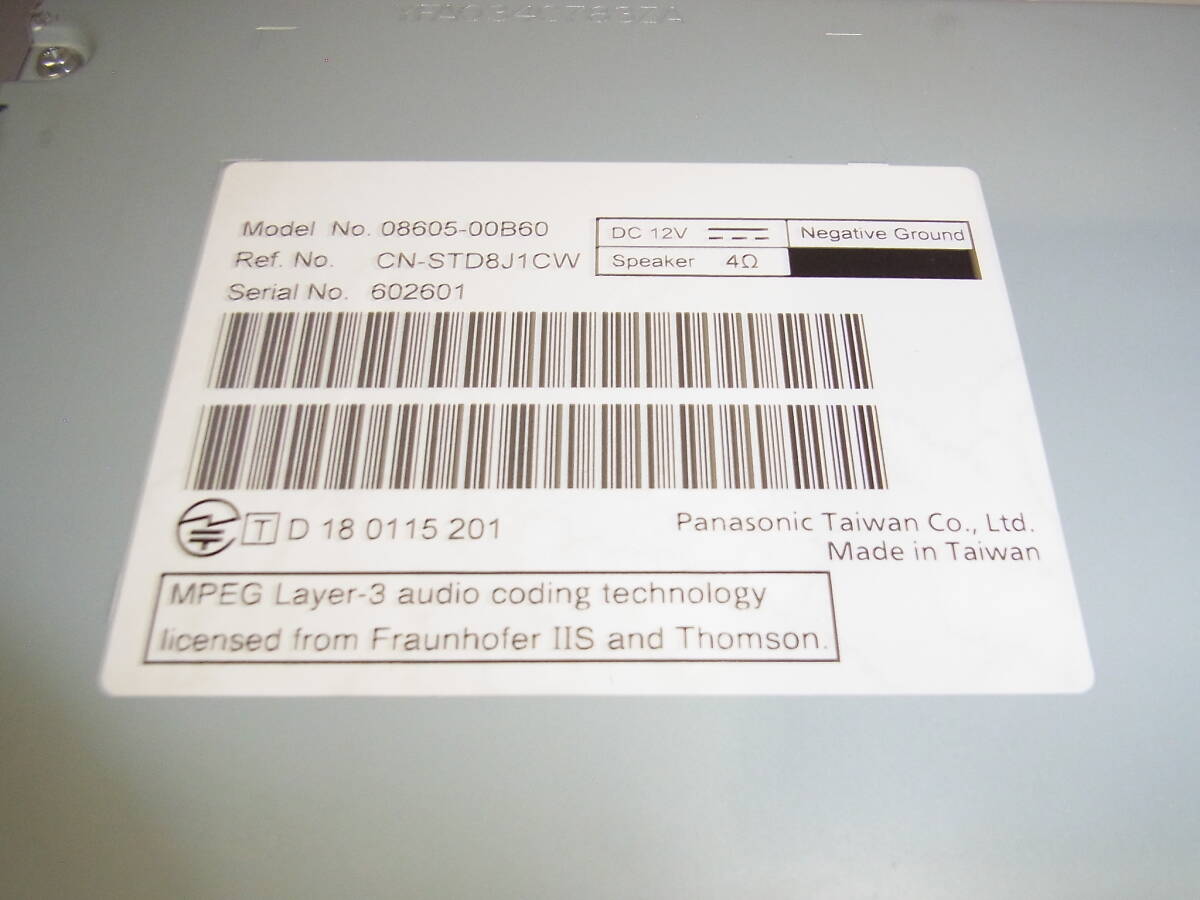 Model No. 08605-00B60
Ref. No. CN-STD8J1CW
Serial No. 602601
DC 12V
Negative Ground
Speaker 4Ω
T D 18 0115 201
Panasonic Taiwan Co., Ltd.
Made in Taiwan
MPEG Layer-3 audio coding technology
licensed from Fraunhofer IIS and Thomson.